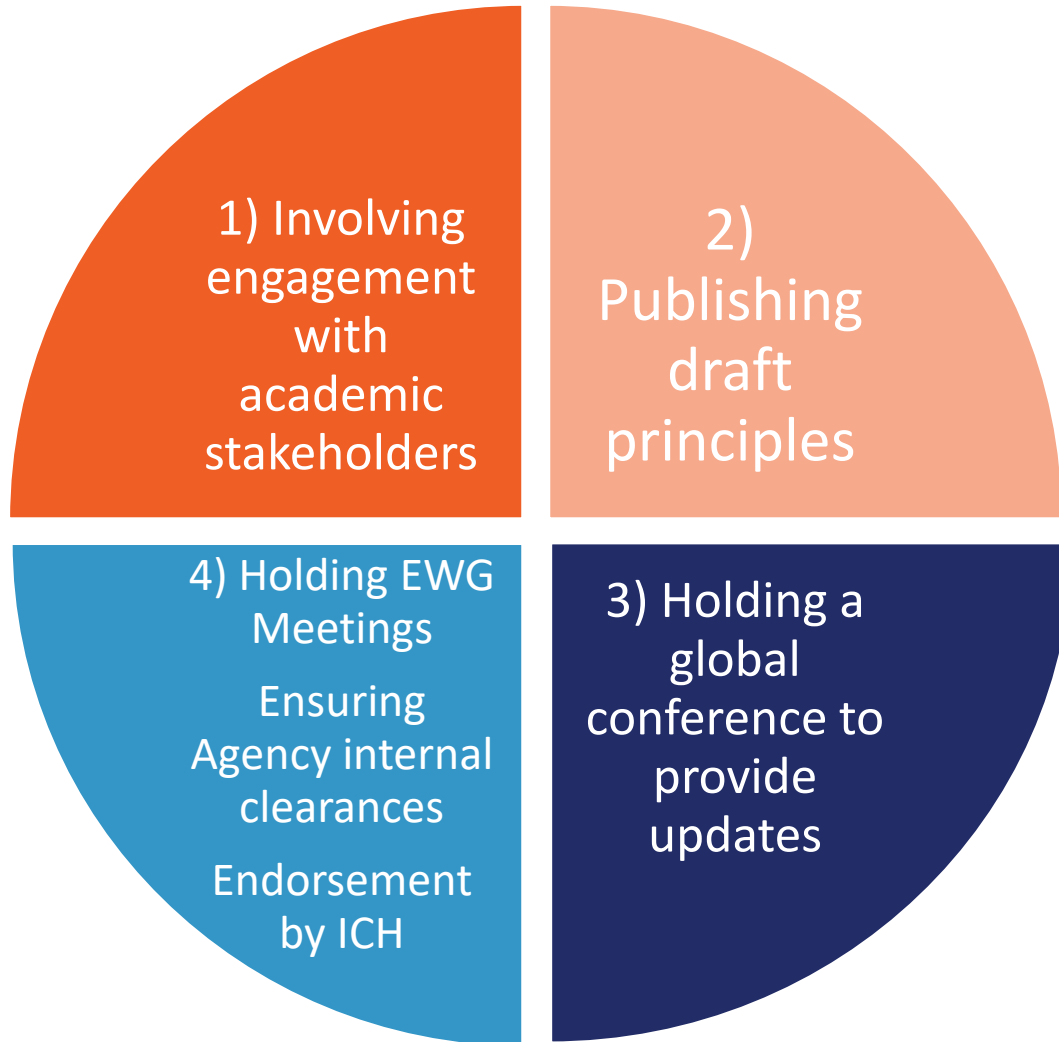 1) Involving
engagement
with
academic
stakeholders
2)
Publishing
draft
principles
3) Holding a
global
conference to
provide
updates
4) Holding EWG
Meetings
Ensuring
Agency internal
clearances
Endorsement
by ICH